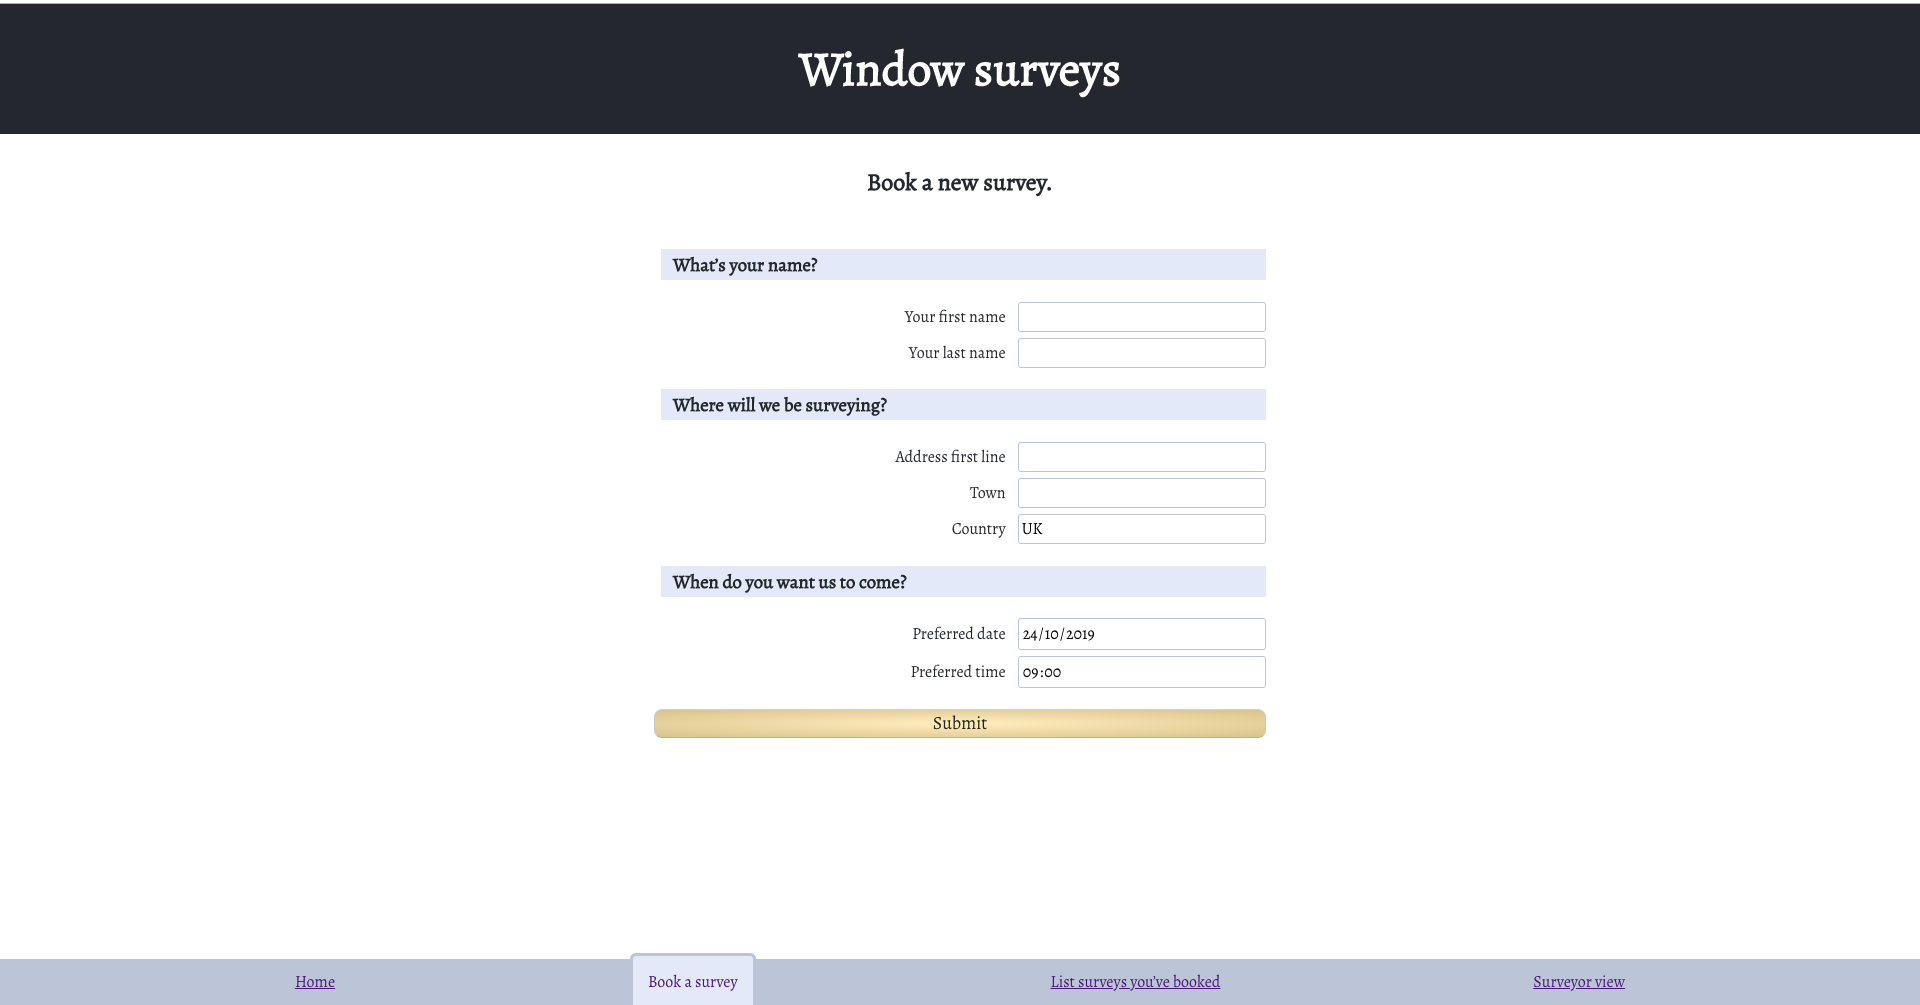 Window surveys
Book a new survey.
What's your name?
Your first name
Your last name
Where will we be surveying?
Address first line
Town
Country UK
When do you want us to come?
Preferred date 24/10/2019
Preferred time 09:00
Submit
Home Book a survey List surveys you've booked Surveyor view